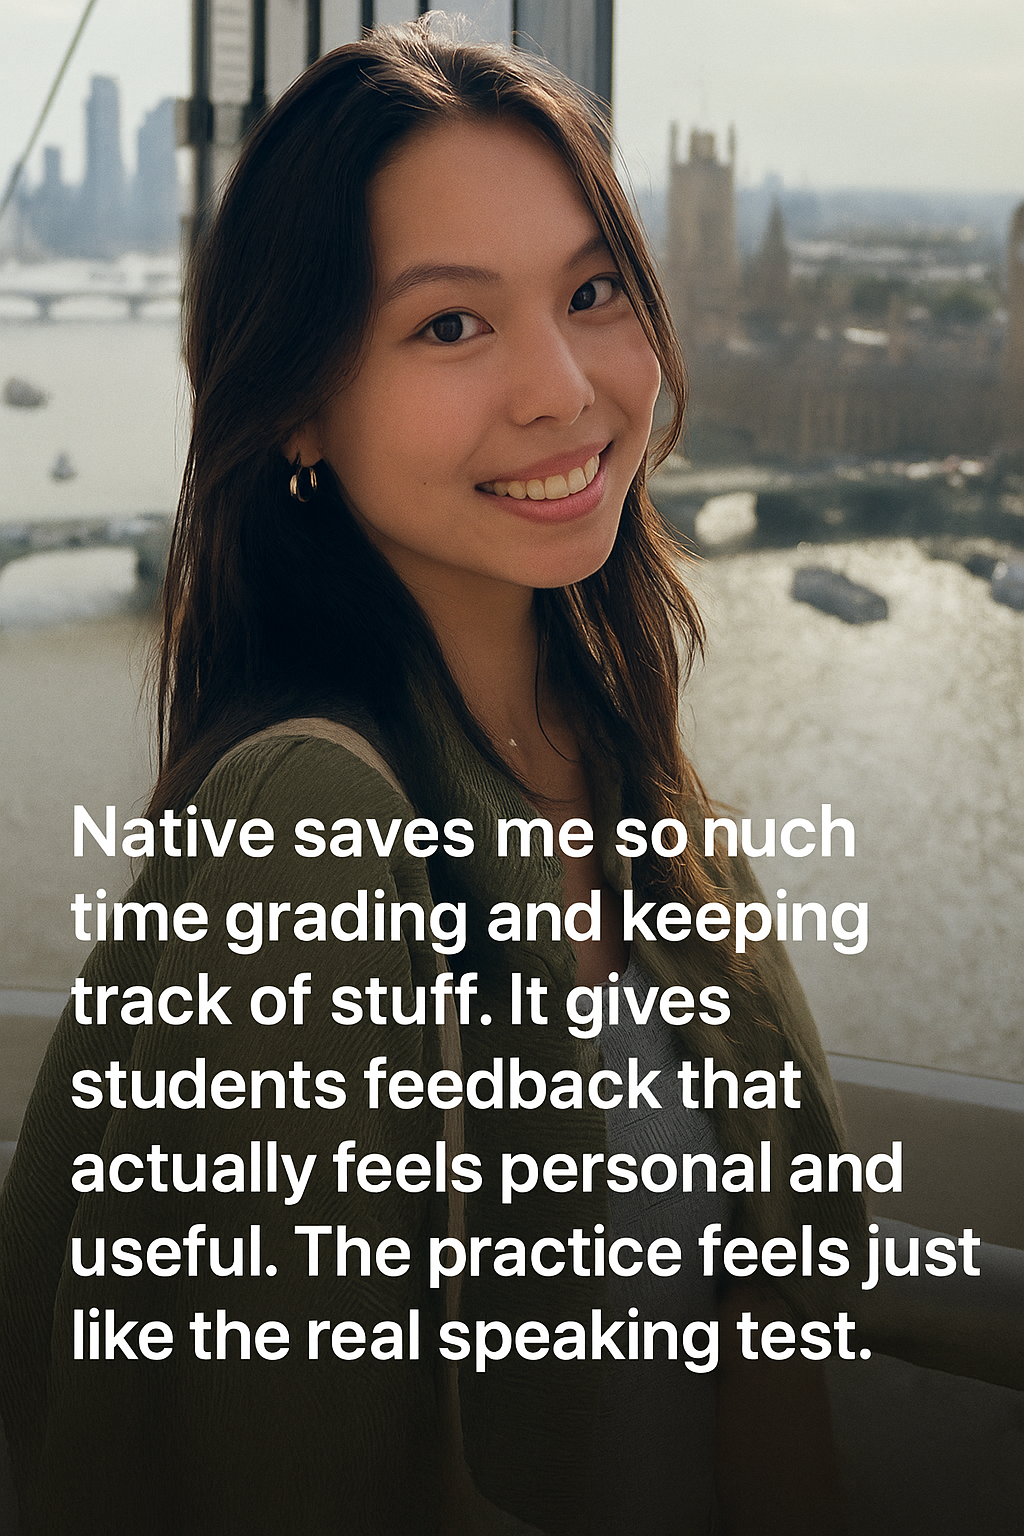 Native saves me so nuch
time grading and keeping
track of stuff. It gives
students feedback that
actually feels personal and
useful. The practice feels just
like the real speaking test.